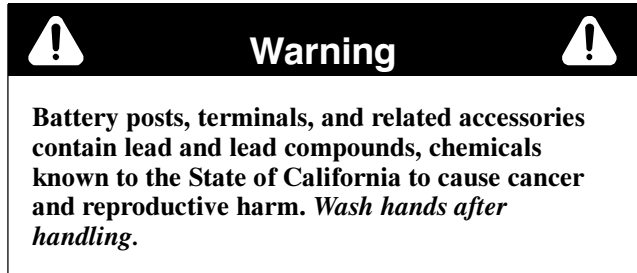 Warning
Battery posts, terminals, and related accessories
contain lead and lead compounds, chemicals
known to the State of California to cause cancer
and reproductive harm. Wash hands after
handling.